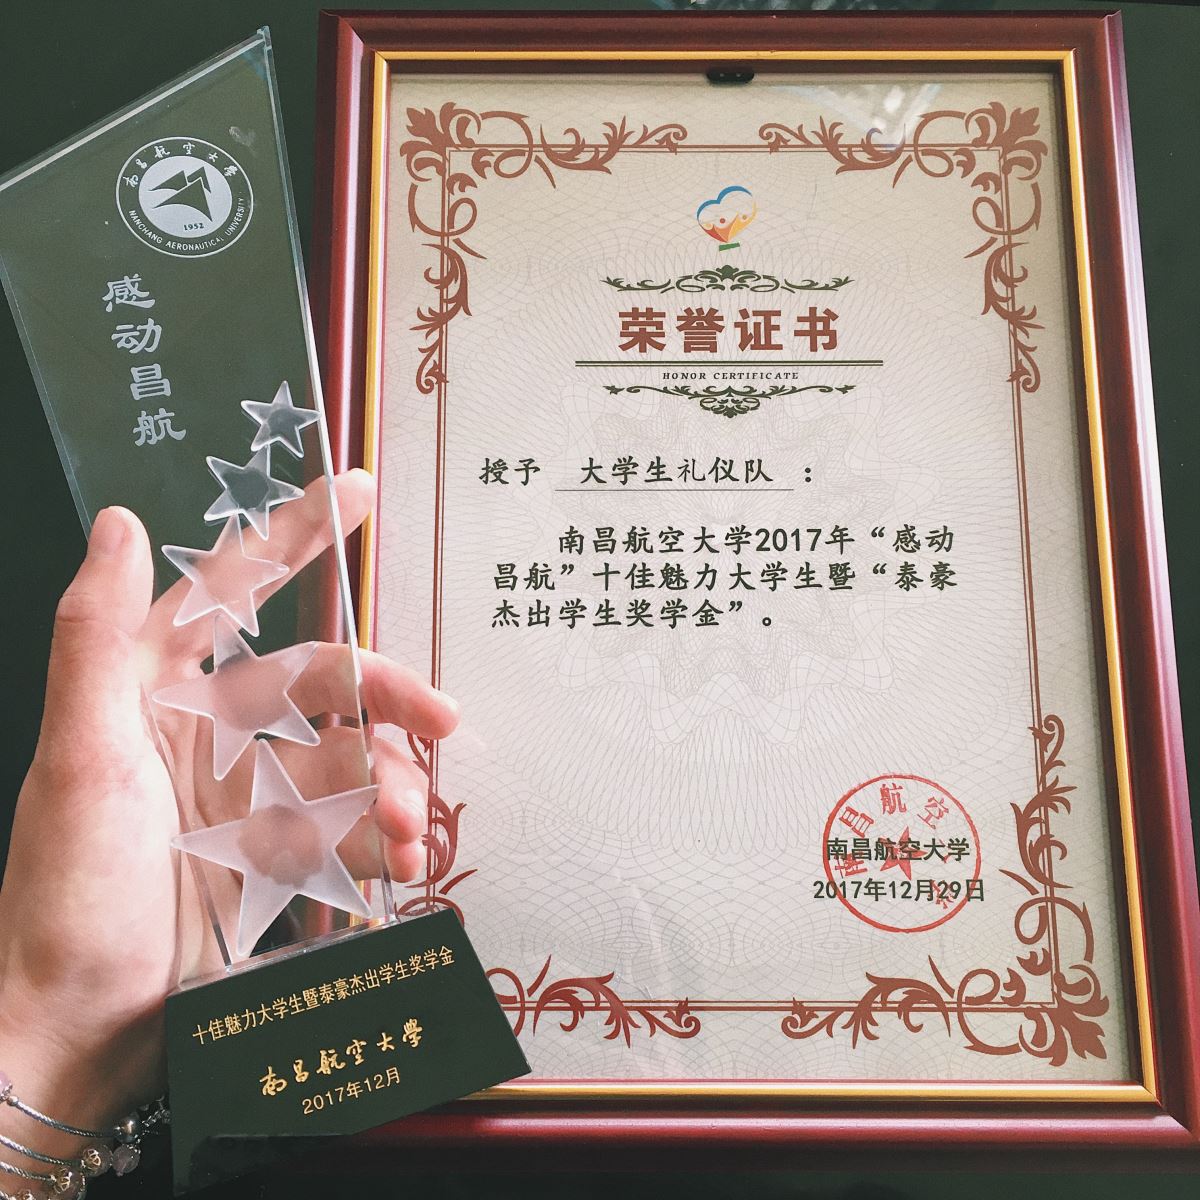 南昌航空大學
1952
NANCHANG AERONAUTICAL UNIVERSITY
感动昌航
十佳魅力大学生暨泰豪杰出学生奖学金
南昌航空大學
2017年12月
荣誉证书
HONOR CERTIFICATE
授予 大学生礼仪队 :
南昌航空大学2017年“感动
昌航”十佳魅力大学生暨“泰豪
杰出学生奖学金”。
南昌航空大学
2017年12月29日